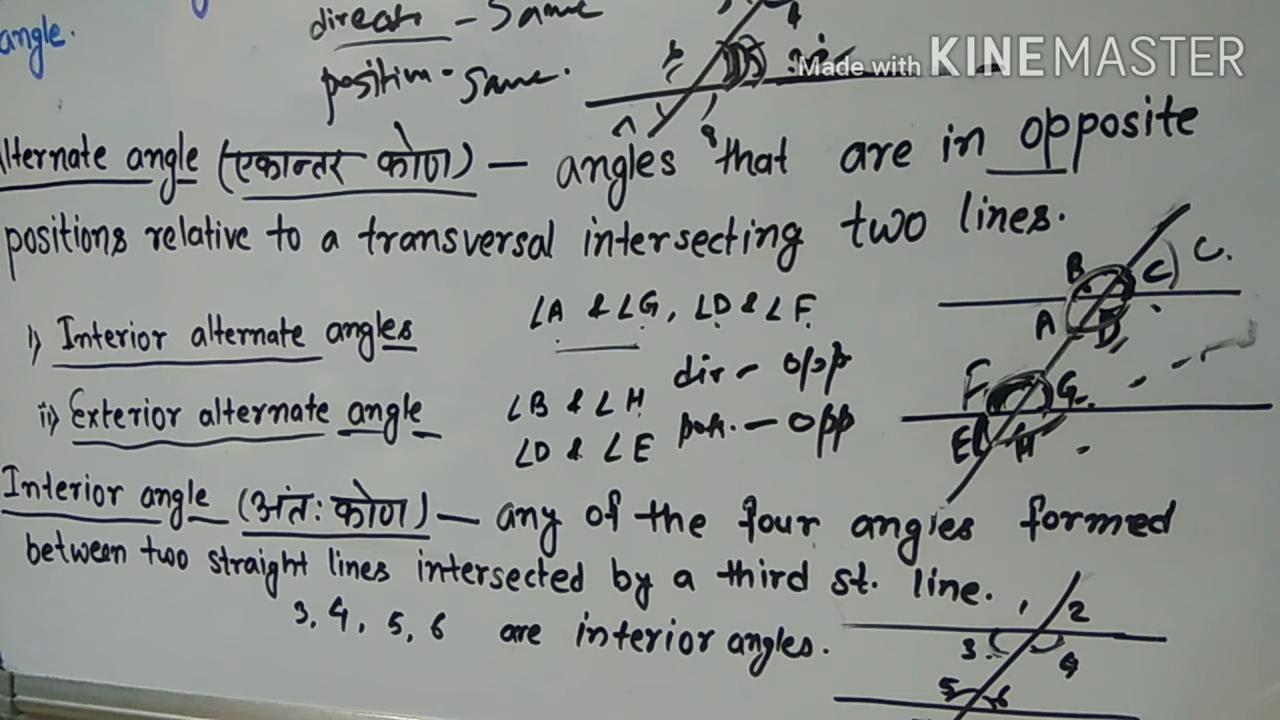 angle.
direcn - same
position - same.
Made with KINEMASTER
lternate angle (एकान्तर कोण) — angles that are in opposite
positions relative to a transversal intersecting two lines.
i) Interior alternate angles
∠A & ∠G, ∠D & ∠F
ii) Exterior alternate angle
∠B & ∠H
∠D & ∠E
dir - opp
pos. - opp
B C C.
A D
F G
E H
Interior angle (अंतः कोण) — any of the four angles formed
between two straight lines intersected by a third st. line.
3, 4, 5, 6 are interior angles.
1 2
3 4
5 6